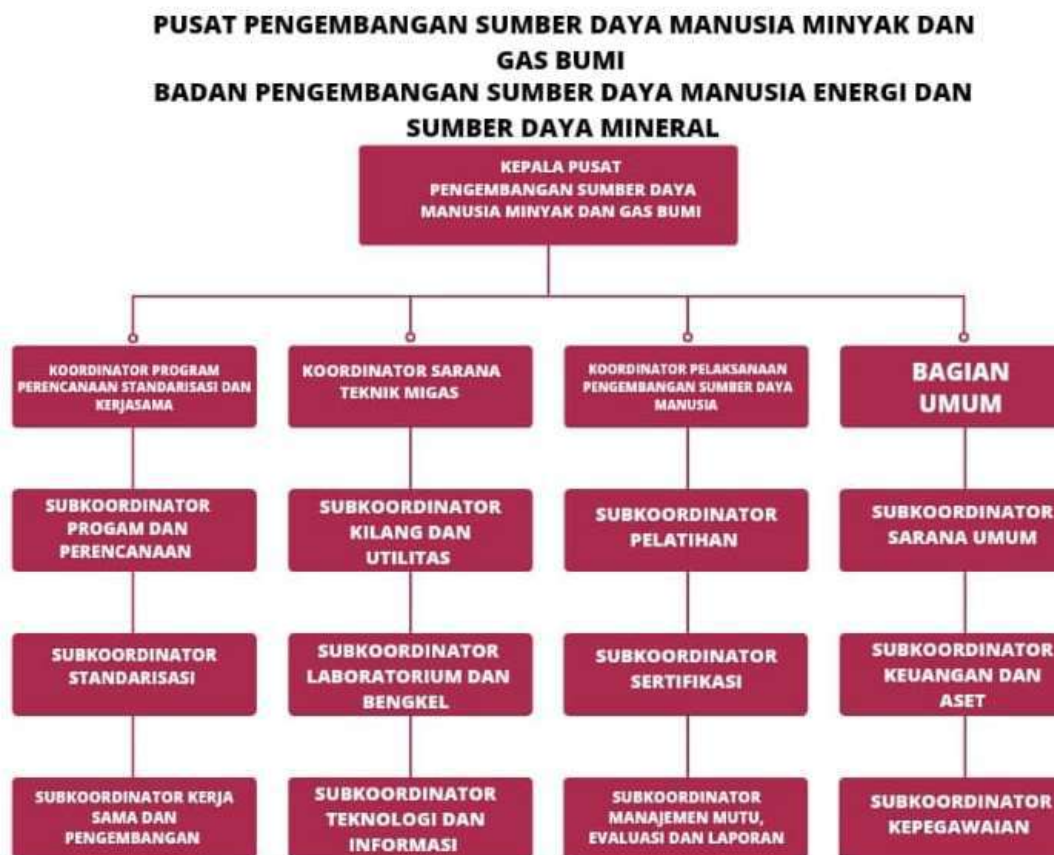 PUSAT PENGEMBANGAN SUMBER DAYA MANUSIA MINYAK DAN
GAS BUMI
BADAN PENGEMBANGAN SUMBER DAYA MANUSIA ENERGI DAN
SUMBER DAYA MINERAL
KEPALA PUSAT
PENGEMBANGAN SUMBER DAYA
MANUSIA MINYAK DAN GAS BUMI
KOORDINATOR PROGRAM
PERENCANAAN STANDARISASI DAN
KERJASAMA
KOORDINATOR SARANA
TEKNIK MIGAS
KOORDINATOR PELAKSANAAN
PENGEMBANGAN SUMBER DAYA
MANUSIA
BAGIAN
UMUM
SUBKOORDINATOR
PROGAM DAN
PERENCANAAN
SUBKOORDINATOR
KILANG DAN
UTILITAS
SUBKOORDINATOR
PELATIHAN
SUBKOORDINATOR
SARANA UMUM
SUBKOORDINATOR
STANDARISASI
SUBKOORDINATOR
LABORATORIUM DAN
BENGKEL
SUBKOORDINATOR
SERTIFIKASI
SUBKOORDINATOR
KEUANGAN DAN
ASET
SUBKOORDINATOR KERJA
SAMA DAN
PENGEMBANGAN
SUBKOORDINATOR
TEKNOLOGI DAN
INFORMASI
SUBKOORDINATOR
MANAJEMEN MUTU,
EVALUASI DAN LAPORAN
SUBKOORDINATOR
KEPEGAWAIAN